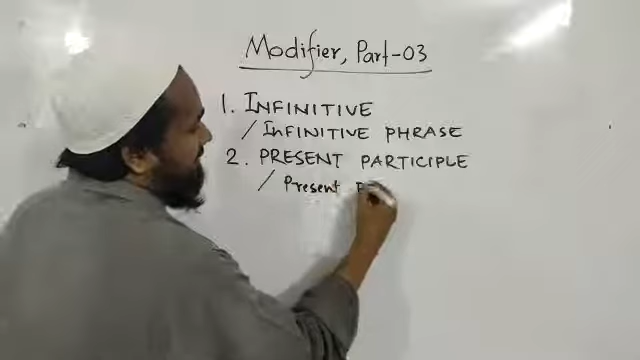 Modifier, Part-03
1. INFINITIVE
/ INFINITIVE PHRASE
2. PRESENT PARTICIPLE
/ Present